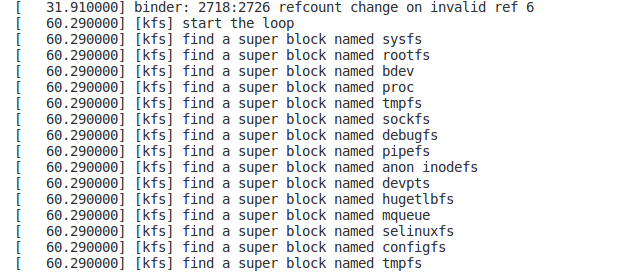 [   31.910000] binder: 2718:2726 refcount change on invalid ref 6
[   60.290000] [kfs] start the loop
[   60.290000] [kfs] find a super block named sysfs
[   60.290000] [kfs] find a super block named rootfs
[   60.290000] [kfs] find a super block named bdev
[   60.290000] [kfs] find a super block named proc
[   60.290000] [kfs] find a super block named tmpfs
[   60.290000] [kfs] find a super block named sockfs
[   60.290000] [kfs] find a super block named debugfs
[   60.290000] [kfs] find a super block named pipefs
[   60.290000] [kfs] find a super block named anon inodefs
[   60.290000] [kfs] find a super block named devpts
[   60.290000] [kfs] find a super block named hugetlbfs
[   60.290000] [kfs] find a super block named mqueue
[   60.290000] [kfs] find a super block named selinuxfs
[   60.290000] [kfs] find a super block named configfs
[   60.290000] [kfs] find a super block named tmpfs